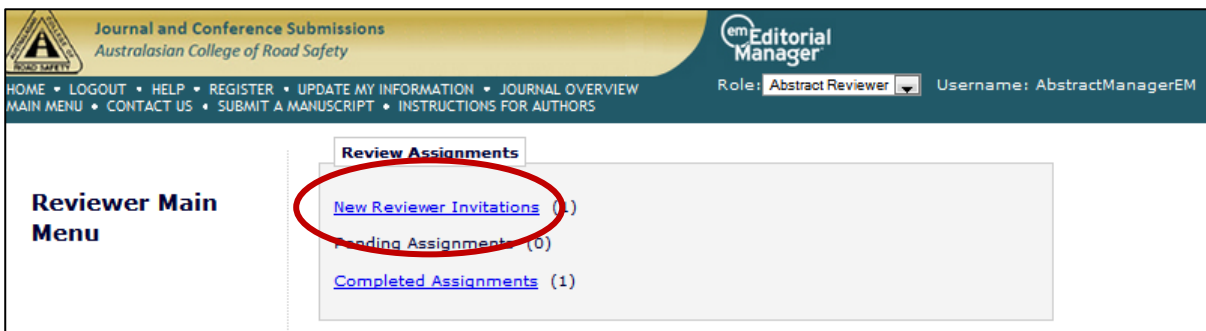 Journal and Conference Submissions
Australasian College of Road Safety
ROAD SAFETY
em Editorial
Manager
HOME • LOGOUT • HELP • REGISTER • UPDATE MY INFORMATION • JOURNAL OVERVIEW
MAIN MENU • CONTACT US • SUBMIT A MANUSCRIPT • INSTRUCTIONS FOR AUTHORS
Role: Abstract Reviewer Username: AbstractManagerEM
Review Assignments
Reviewer Main
Menu
New Reviewer Invitations (1)
Pending Assignments (0)
Completed Assignments (1)